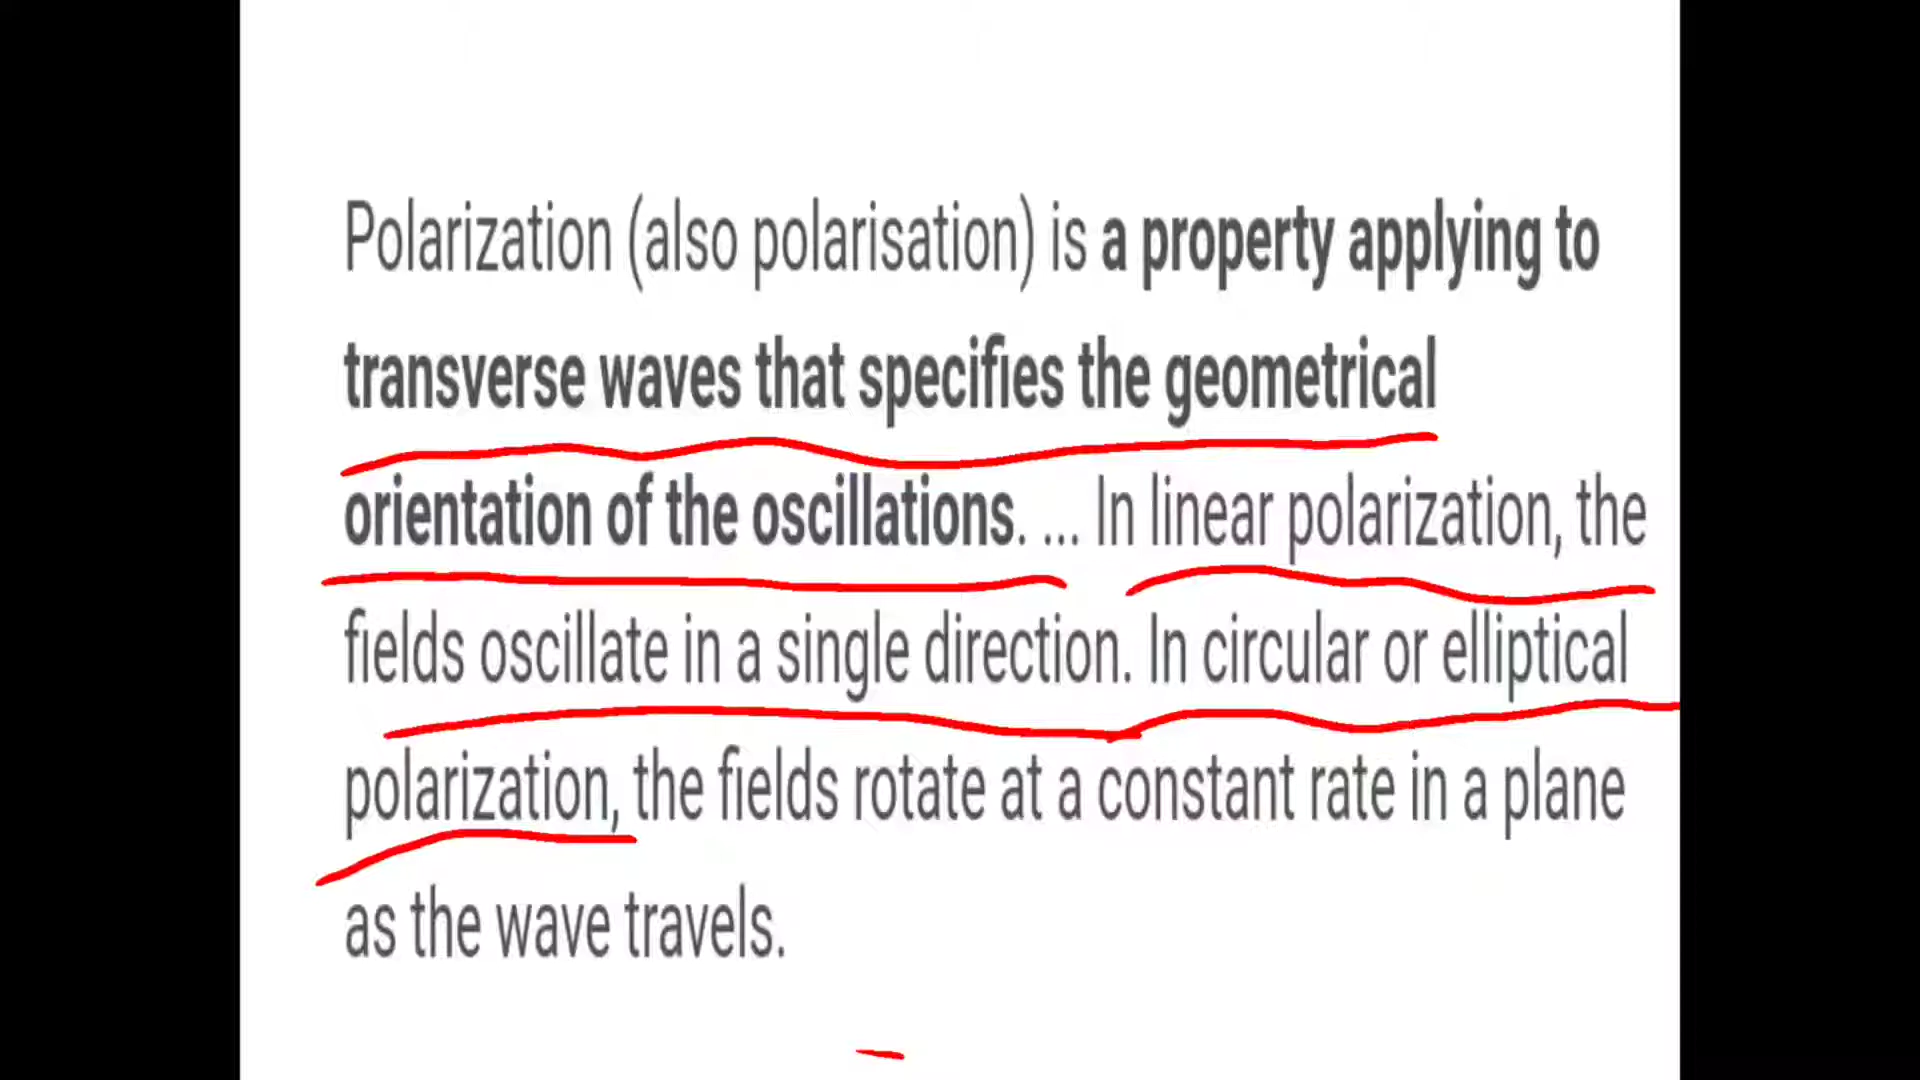 Polarization (also polarisation) is a property applying to
transverse waves that specifies the geometrical
orientation of the oscillations. ... In linear polarization, the
fields oscillate in a single direction. In circular or elliptical
polarization, the fields rotate at a constant rate in a plane
as the wave travels.